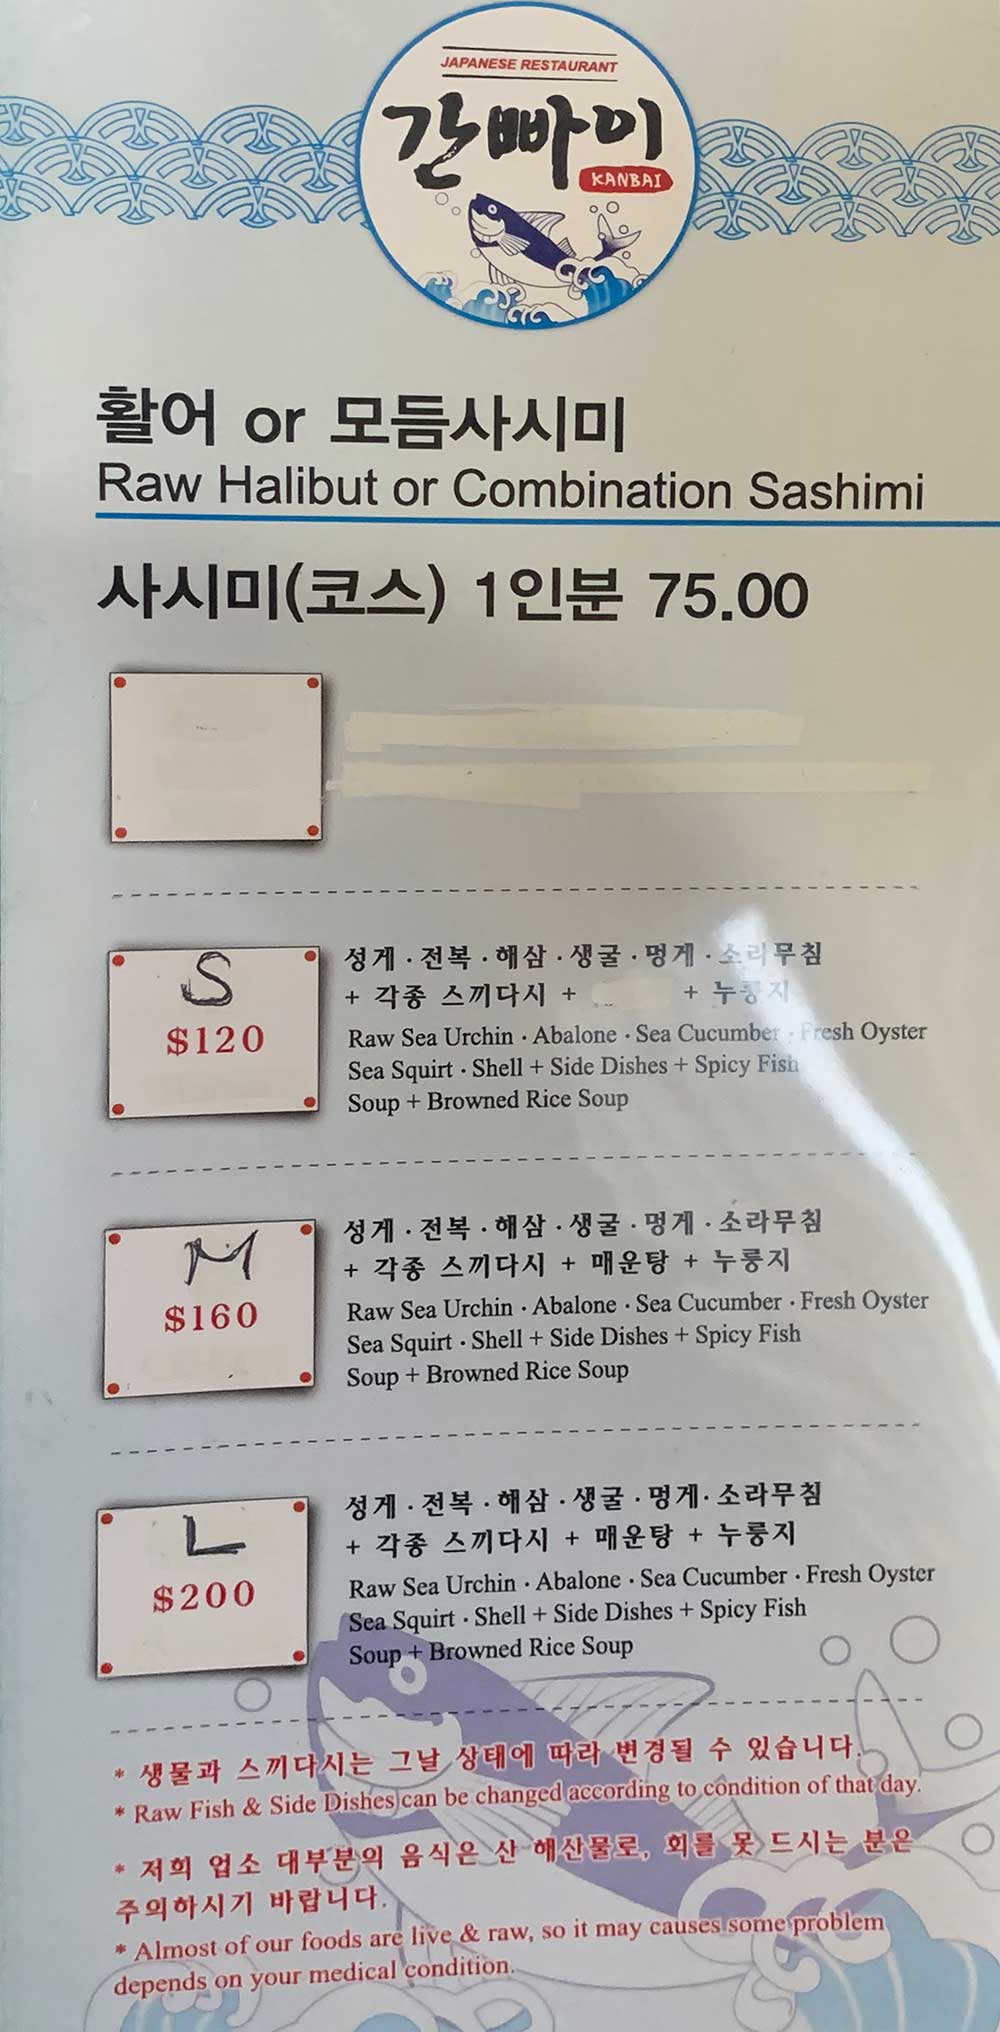 JAPANESE RESTAURANT
간빠이
KANBAI
활어 or 모듬사시미
Raw Halibut or Combination Sashimi
사시미(코스) 1인분 75.00
S
$120
성게 · 전복 · 해삼 · 생굴 · 멍게 · 소라무침
+ 각종 스끼다시 + + 누룽지
Raw Sea Urchin · Abalone · Sea Cucumber · Fresh Oyster
Sea Squirt · Shell + Side Dishes + Spicy Fish
Soup + Browned Rice Soup
M
$160
성게 · 전복 · 해삼 · 생굴 · 멍게 · 소라무침
+ 각종 스끼다시 + 매운탕 + 누룽지
Raw Sea Urchin · Abalone · Sea Cucumber · Fresh Oyster
Sea Squirt · Shell + Side Dishes + Spicy Fish
Soup + Browned Rice Soup
L
$200
성게 · 전복 · 해삼 · 생굴 · 멍게 · 소라무침
+ 각종 스끼다시 + 매운탕 + 누룽지
Raw Sea Urchin · Abalone · Sea Cucumber · Fresh Oyster
Sea Squirt · Shell + Side Dishes + Spicy Fish
Soup + Browned Rice Soup
* 생물과 스끼다시는 그날 상태에 따라 변경될 수 있습니다.
* Raw Fish & Side Dishes can be changed according to condition of that day.
* 저희 업소 대부분의 음식은 산 해산물로, 회를 못 드시는 분은
주의하시기 바랍니다.
* Almost of our foods are live & raw, so it may causes some problem
depends on your medical condition.